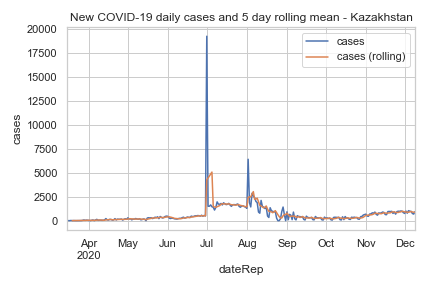 New COVID-19 daily cases and 5 day rolling mean - Kazakhstan
cases
cases (rolling)
20000
17500
15000
12500
10000
7500
5000
2500
0
cases
Apr May Jun Jul Aug Sep Oct Nov Dec
2020
dateRep